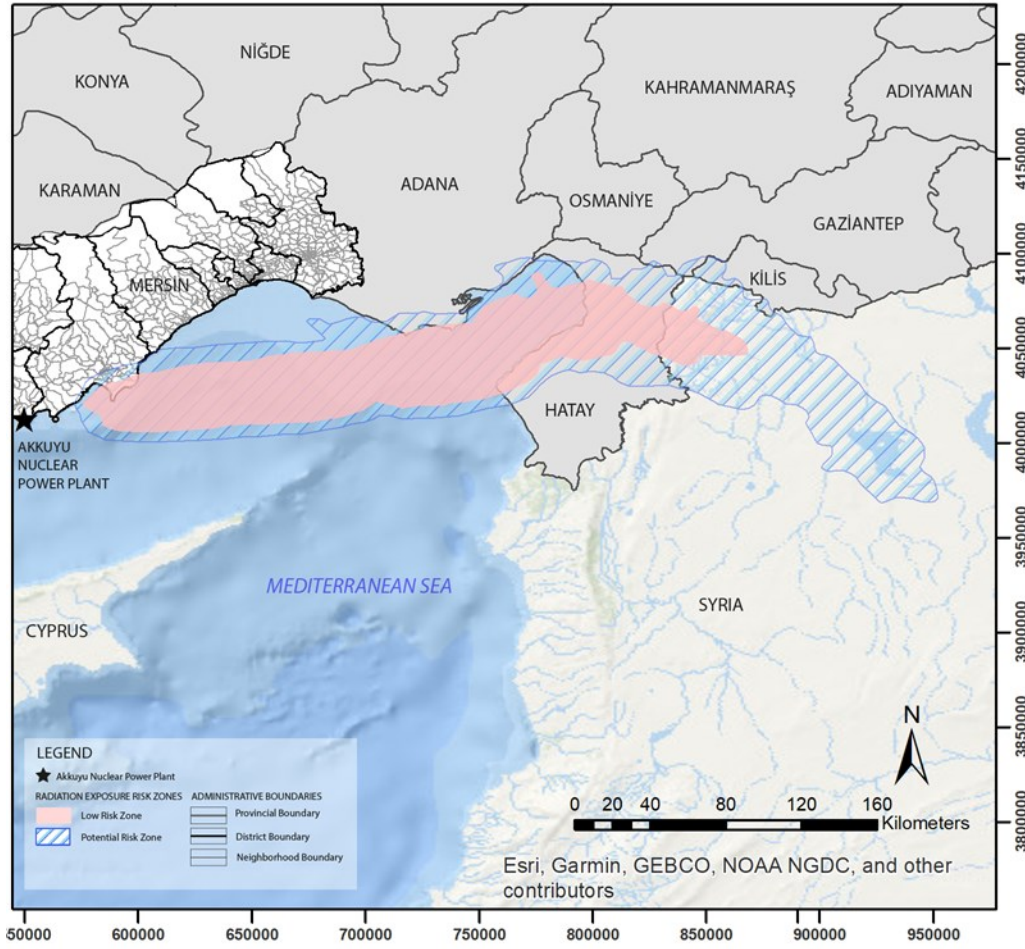 NİĞDE
KONYA
KAHRAMANMARAŞ
ADIYAMAN
KARAMAN
ADANA
OSMANİYE
GAZİANTEP
MERSİN
KİLİS
HATAY
AKKUYU
NUCLEAR
POWER PLANT
MEDITERRANEAN SEA
SYRIA
CYPRUS
N
LEGEND
Akkuyu Nuclear Power Plant
RADIATION EXPOSURE RISK ZONES
Low Risk Zone
Potential Risk Zone
ADMINISTRATIVE BOUNDARIES
Provincial Boundary
District Boundary
Neighborhood Boundary
0 20 40 80 120 160
Kilometers
Esri, Garmin, GEBCO, NOAA NGDC, and other
contributors
4200000
4150000
4100000
4050000
4000000
3950000
3900000
3850000
3800000
600000 650000 700000 750000 800000 850000 900000 950000